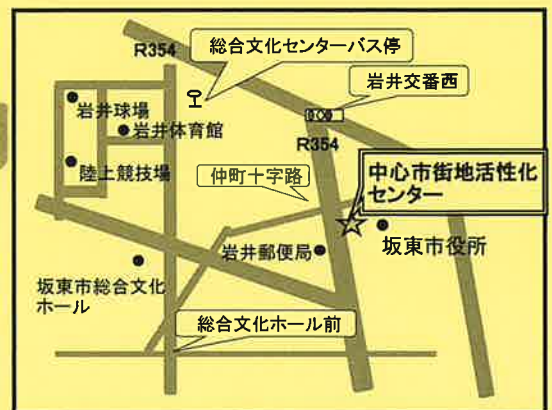 R354
総合文化センターバス停
岩井交番西
岩井球場
岩井体育館
R354
陸上競技場
仲町十字路
中心市街地活性化
センター
岩井郵便局
坂東市役所
坂東市総合文化
ホール
総合文化ホール前